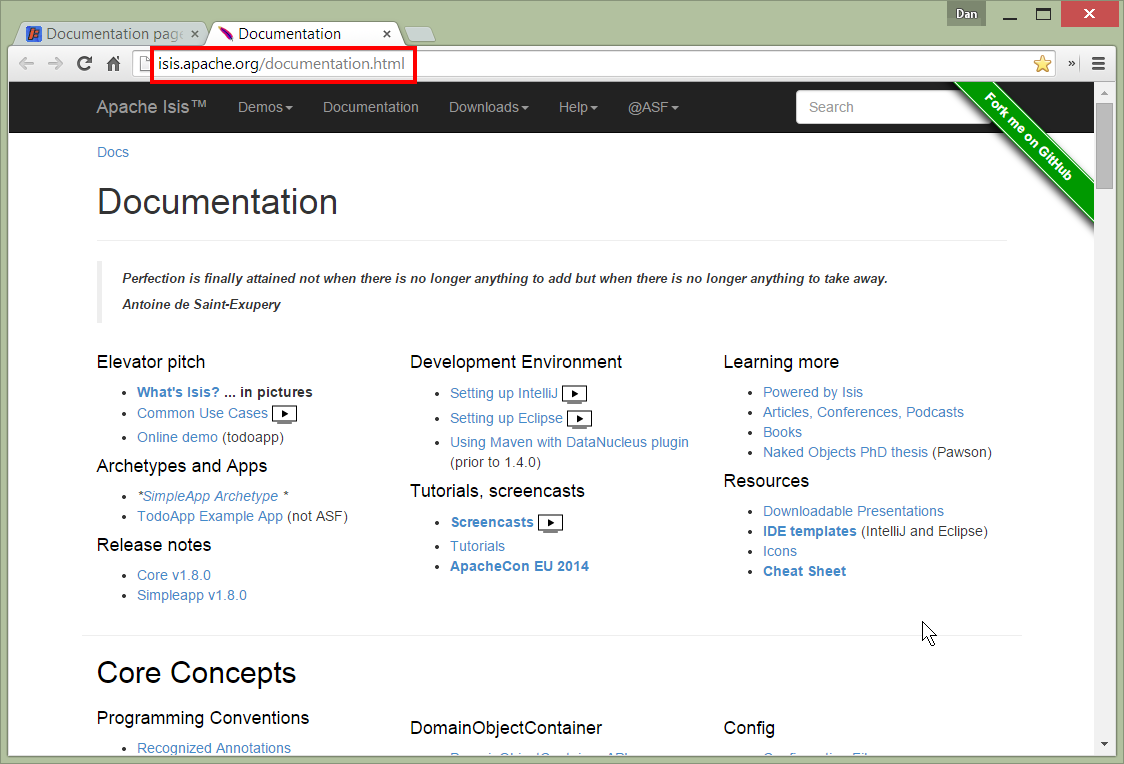 Dan
Documentation page
Documentation
isis.apache.org/documentation.html
Apache Isis™ Demos Documentation Downloads Help @ASF Search
Fork me on GitHub
Docs
Documentation
Perfection is finally attained not when there is no longer anything to add but when there is no longer anything to take away.
Antoine de Saint-Exupery
Elevator pitch
What's Isis? ... in pictures
Common Use Cases
Online demo (todoapp)
Archetypes and Apps
*SimpleApp Archetype *
TodoApp Example App (not ASF)
Release notes
Core v1.8.0
Simpleapp v1.8.0
Development Environment
Setting up IntelliJ
Setting up Eclipse
Using Maven with DataNucleus plugin
(prior to 1.4.0)
Tutorials, screencasts
Screencasts
Tutorials
ApacheCon EU 2014
Learning more
Powered by Isis
Articles, Conferences, Podcasts
Books
Naked Objects PhD thesis (Pawson)
Resources
Downloadable Presentations
IDE templates (IntelliJ and Eclipse)
Icons
Cheat Sheet
Core Concepts
Programming Conventions
Recognized Annotations
DomainObjectContainer
Config